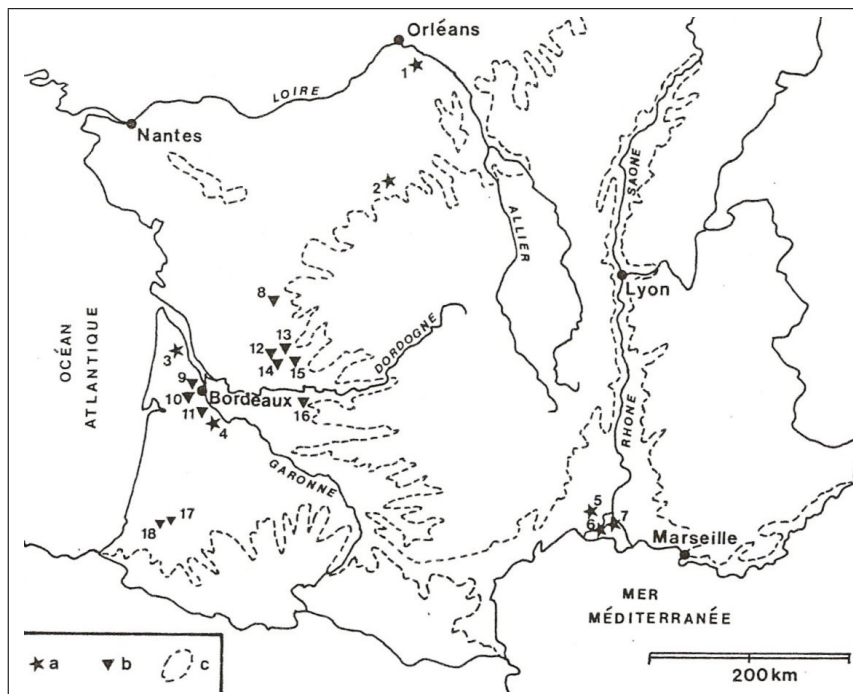 Orléans
1
LOIRE
Nantes
2
ALLIER
SAONE
8
Lyon
OCÉAN
ATLANTIQUE
13
12
3
14
15
DORDOGNE
9
Bordeaux
10
16
11
4
RHONE
GARONNE
5
17
7
18
6
Marseille
MER
MÉDITERRANÉE
a b c
200 km